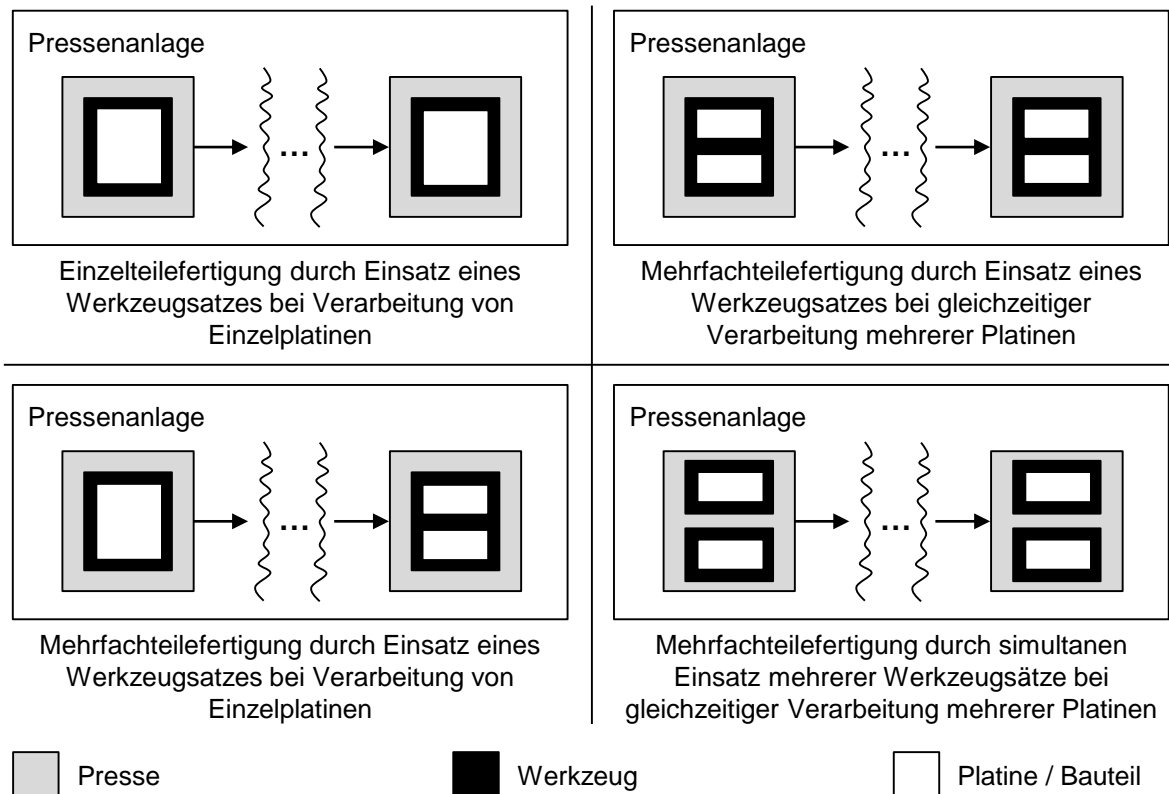 Pressenanlage
...
Einzelteilefertigung durch Einsatz eines
Werkzeugsatzes bei Verarbeitung von
Einzelplatinen
Pressenanlage
...
Mehrfachteilefertigung durch Einsatz eines
Werkzeugsatzes bei gleichzeitiger
Verarbeitung mehrerer Platinen
Pressenanlage
...
Mehrfachteilefertigung durch Einsatz eines
Werkzeugsatzes bei Verarbeitung von
Einzelplatinen
Pressenanlage
...
Mehrfachteilefertigung durch simultanen
Einsatz mehrerer Werkzeugsätze bei
gleichzeitiger Verarbeitung mehrerer Platinen
Presse
Werkzeug
Platine / Bauteil